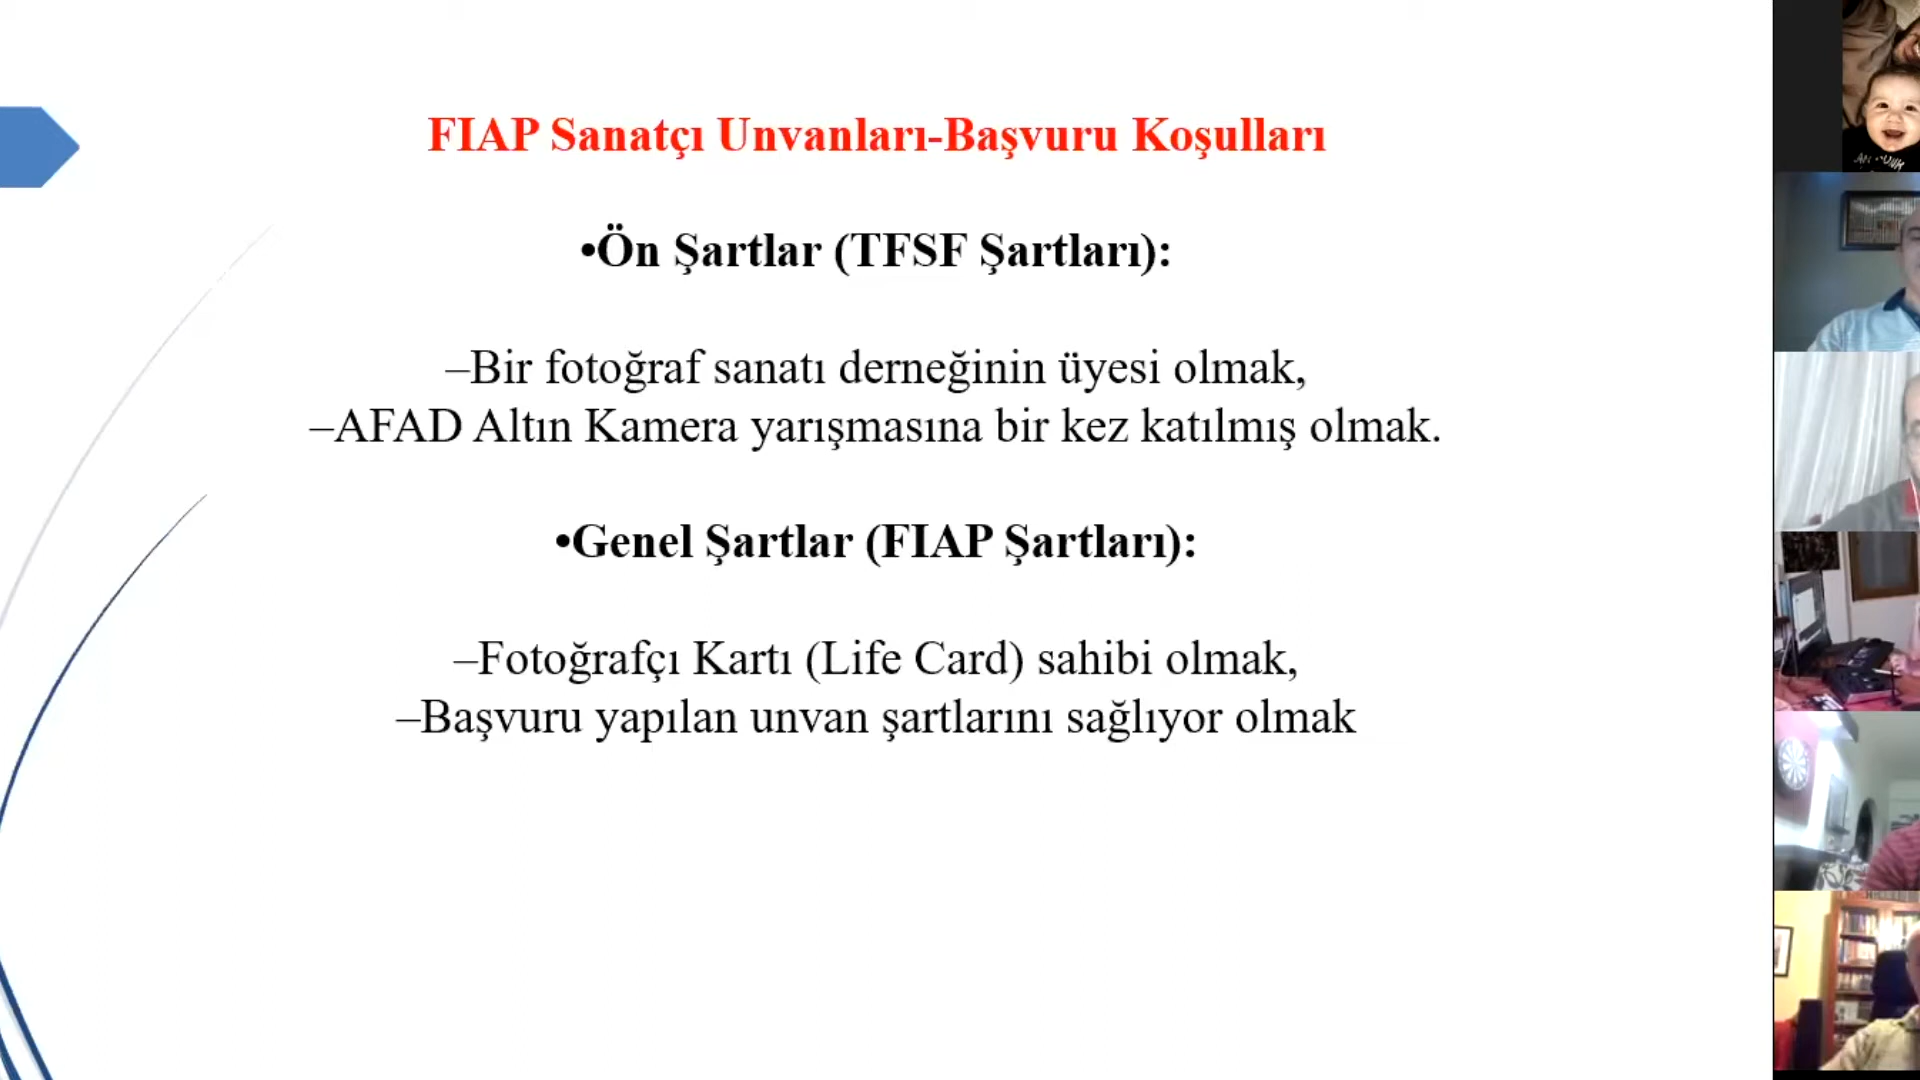 FIAP Sanatçı Unvanları-Başvuru Koşulları
•Ön Şartlar (TFSF Şartları):
–Bir fotoğraf sanatı derneğinin üyesi olmak,
–AFAD Altın Kamera yarışmasına bir kez katılmış olmak.
•Genel Şartlar (FIAP Şartları):
–Fotoğrafçı Kartı (Life Card) sahibi olmak,
–Başvuru yapılan unvan şartlarını sağlıyor olmak